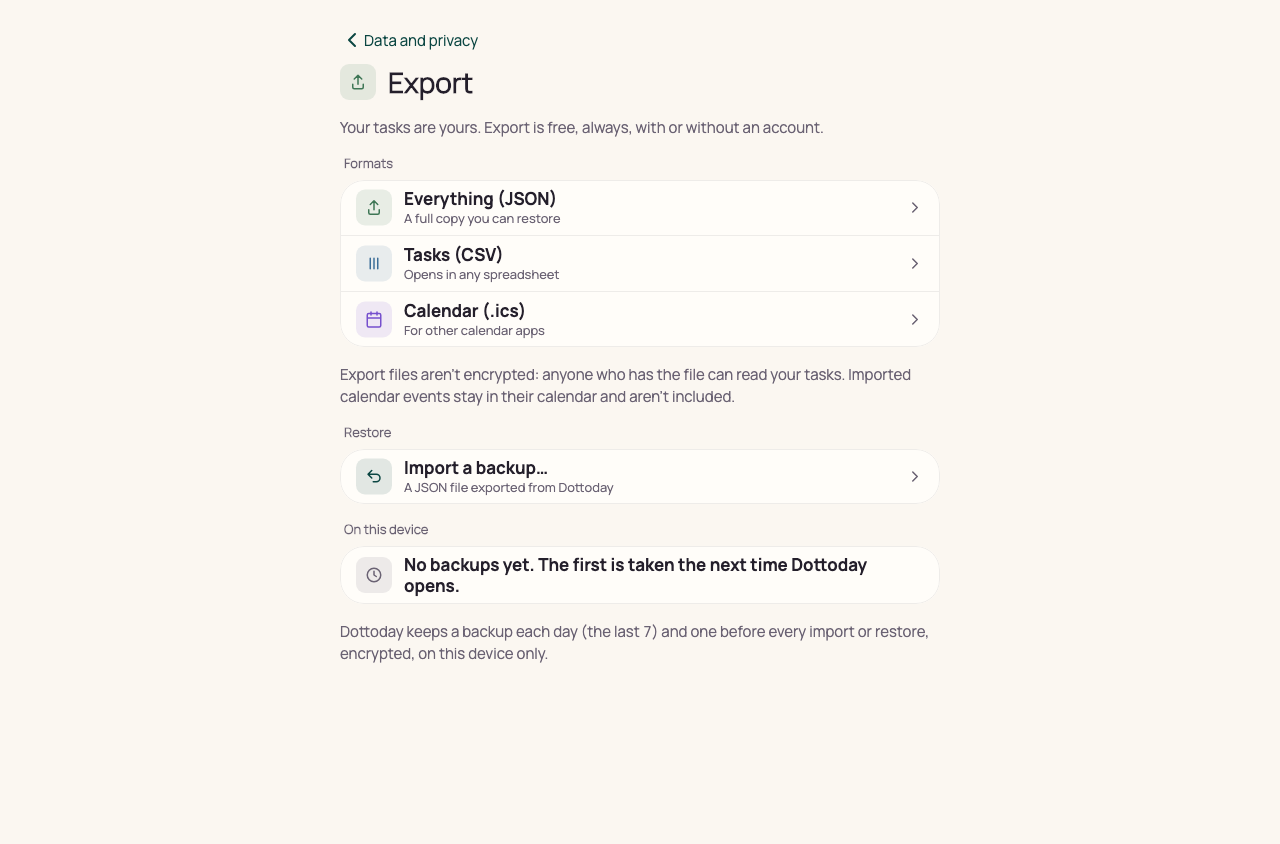 Data and privacy
Export
Your tasks are yours. Export is free, always, with or without an account.
Formats
Everything (JSON)
A full copy you can restore
Tasks (CSV)
Opens in any spreadsheet
Calendar (.ics)
For other calendar apps
Export files aren't encrypted: anyone who has the file can read your tasks. Imported
calendar events stay in their calendar and aren't included.
Restore
Import a backup…
A JSON file exported from Dottoday
On this device
No backups yet. The first is taken the next time Dottoday
opens.
Dottoday keeps a backup each day (the last 7) and one before every import or restore,
encrypted, on this device only.